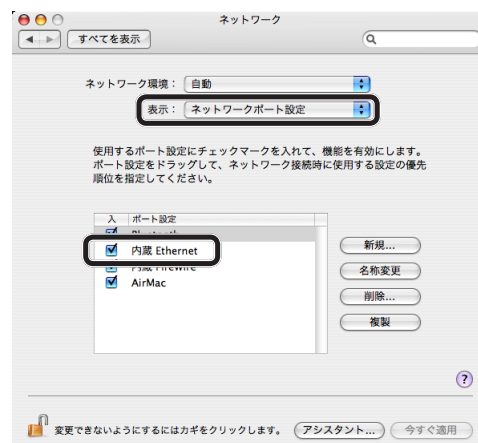 ネットワーク
すべてを表示
ネットワーク環境： 自動
表示： ネットワークポート設定
使用するポート設定にチェックマークを入れて、機能を有効にします。
ポート設定をドラッグして、ネットワーク接続時に使用する設定の優先
順位を指定してください。
入 ポート設定
内蔵 Ethernet
内蔵 FireWire
AirMac
新規...
名称変更
削除...
複製
?
変更できないようにするにはカギをクリックします。 アシスタント... 今すぐ適用